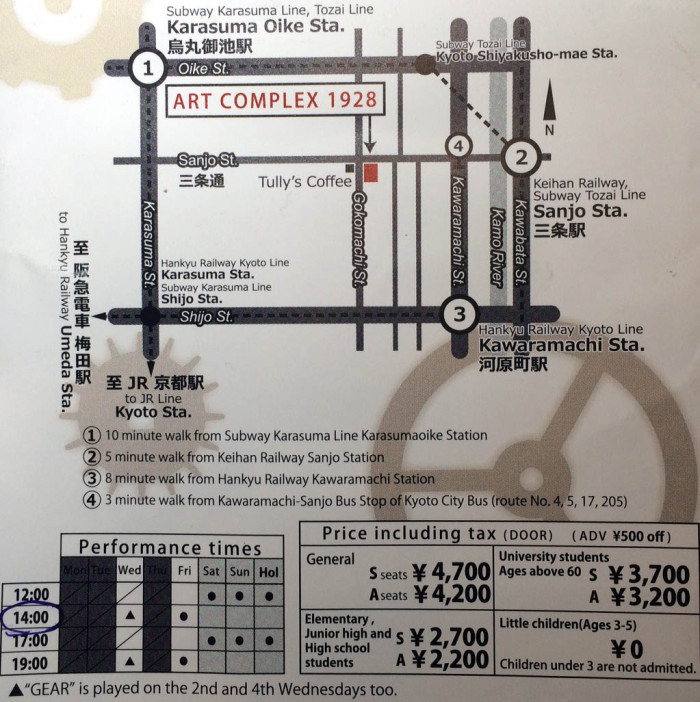 Subway Karasuma Line, Tozai Line
Karasuma Oike Sta.
烏丸御池駅
1
Oike St.
Subway Tozai Line
Kyoto Shiyakusho-mae Sta.
ART COMPLEX 1928
N
4
2
Sanjo St.
三条通
Tully's Coffee
Keihan Railway,
Subway Tozai Line
Sanjo Sta.
三条駅
Karasuma St.
Gokomachi St.
Kawaramachi St.
Kamo River
Kawabata St.
至 阪急電車 梅田駅
to Hankyu Railway Umeda Sta.
Hankyu Railway Kyoto Line
Karasuma Sta.
Subway Karasuma Line
Shijo Sta.
Shijo St.
3
Hankyu Railway Kyoto Line
Kawaramachi Sta.
河原町駅
至 JR 京都駅
to JR Line
Kyoto Sta.
① 10 minute walk from Subway Karasuma Line Karasumaoike Station
② 5 minute walk from Keihan Railway Sanjo Station
③ 8 minute walk from Hankyu Railway Kawaramachi Station
④ 3 minute walk from Kawaramachi-Sanjo Bus Stop of Kyoto City Bus (route No. 4, 5, 17, 205)
Performance times
Mon Tue Wed Thu Fri Sat Sun Hol
12:00 ● ● ●
14:00 ▲ ●
17:00 ● ● ●
19:00 ▲ ●
▲"GEAR" is played on the 2nd and 4th Wednesdays too.
Price including tax (DOOR) (ADV ¥500 off)
General
S seats ¥4,700
A seats ¥4,200
University students
Ages above 60 S ¥3,700
A ¥3,200
Elementary,
Junior high and S ¥2,700
High school
students A ¥2,200
Little children(Ages 3-5)
¥0
Children under 3 are not admitted.